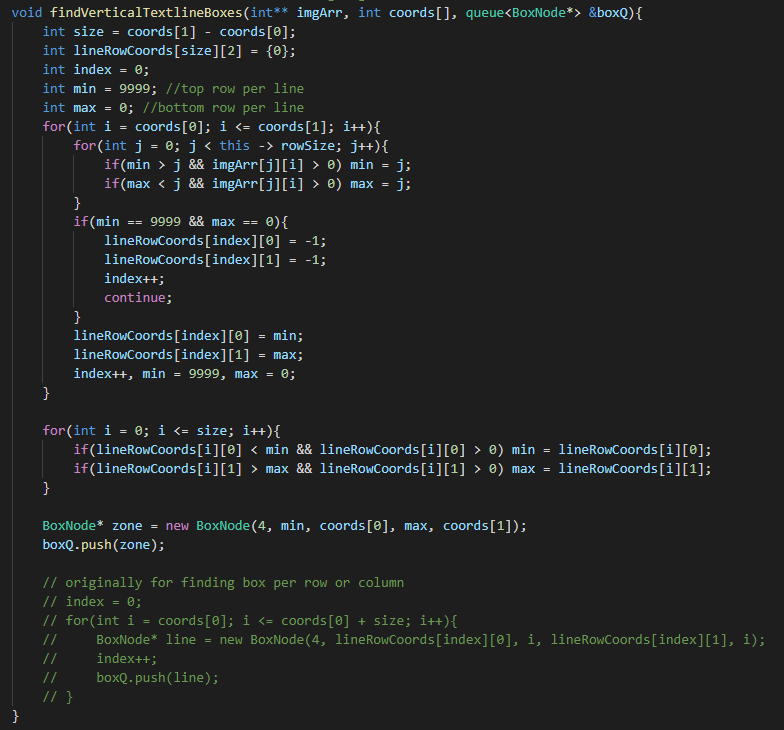 void findVerticalTextlineBoxes(int** imgArr, int coords[], queue<BoxNode*> &boxQ){
    int size = coords[1] - coords[0];
    int lineRowCoords[size][2] = {0};
    int index = 0;
    int min = 9999; //top row per line
    int max = 0; //bottom row per line
    for(int i = coords[0]; i <= coords[1]; i++){
        for(int j = 0; j < this -> rowSize; j++){
            if(min > j && imgArr[j][i] > 0) min = j;
            if(max < j && imgArr[j][i] > 0) max = j;
        }
        if(min == 9999 && max == 0){
            lineRowCoords[index][0] = -1;
            lineRowCoords[index][1] = -1;
            index++;
            continue;
        }
        lineRowCoords[index][0] = min;
        lineRowCoords[index][1] = max;
        index++, min = 9999, max = 0;
    }

    for(int i = 0; i <= size; i++){
        if(lineRowCoords[i][0] < min && lineRowCoords[i][0] > 0) min = lineRowCoords[i][0];
        if(lineRowCoords[i][1] > max && lineRowCoords[i][1] > 0) max = lineRowCoords[i][1];
    }

    BoxNode* zone = new BoxNode(4, min, coords[0], max, coords[1]);
    boxQ.push(zone);

    // originally for finding box per row or column
    // index = 0;
    // for(int i = coords[0]; i <= coords[0] + size; i++){
    //     BoxNode* line = new BoxNode(4, lineRowCoords[index][0], i, lineRowCoords[index][1], i);
    //     index++;
    //     boxQ.push(line);
    // }
}